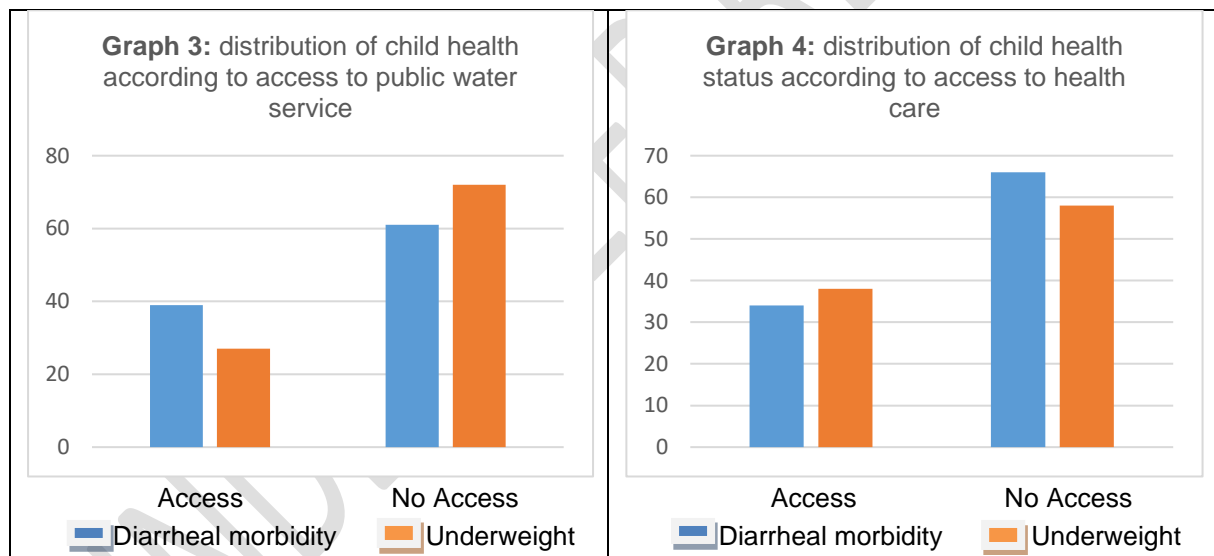 Graph 3: distribution of child health
according to access to public water
service
80
60
40
20
0
Access No Access
Diarrheal morbidity Underweight
Graph 4: distribution of child health
status according to access to health
care
70
60
50
40
30
20
10
0
Access No Access
Diarrheal morbidity Underweight